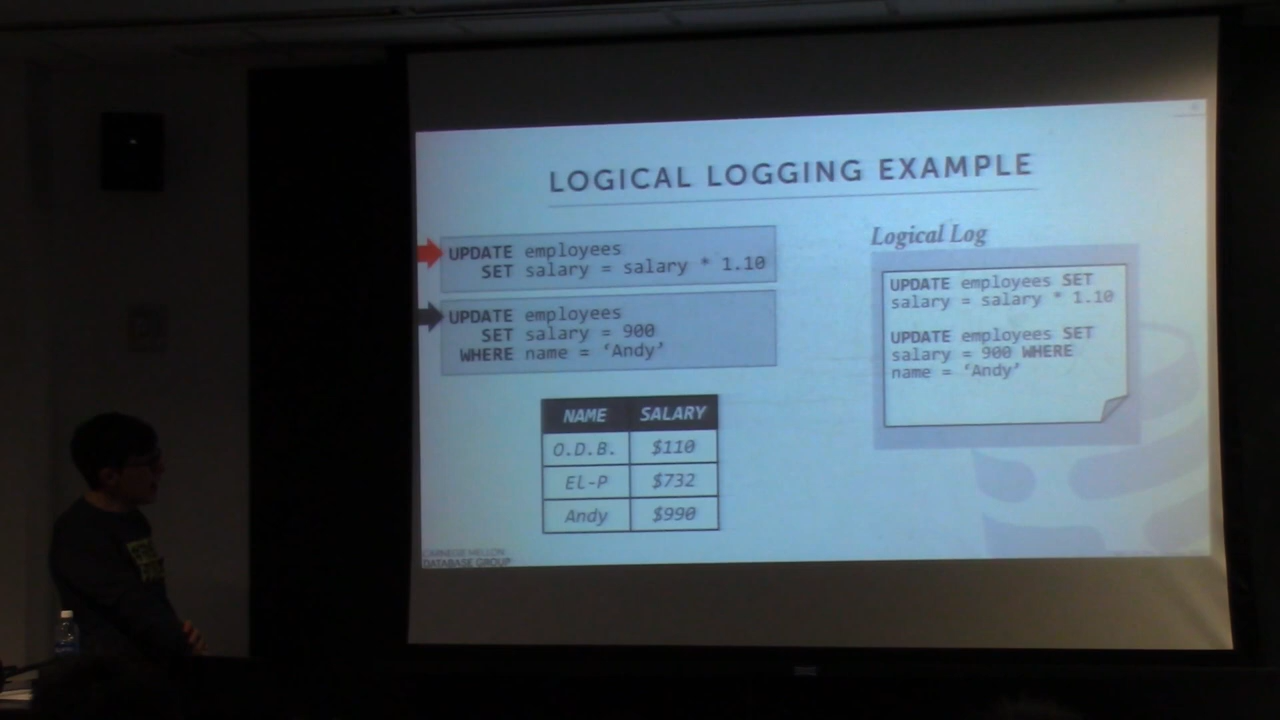 LOGICAL LOGGING EXAMPLE
UPDATE employees
SET salary = salary * 1.10
UPDATE employees
SET salary = 900
WHERE name = ‘Andy’
Logical Log
UPDATE employees SET
salary = salary * 1.10
UPDATE employees SET
salary = 900 WHERE
name = ‘Andy’
NAME SALARY
O.D.B. $110
EL-P $732
Andy $990
CARNEGIE MELLON
DATABASE GROUP